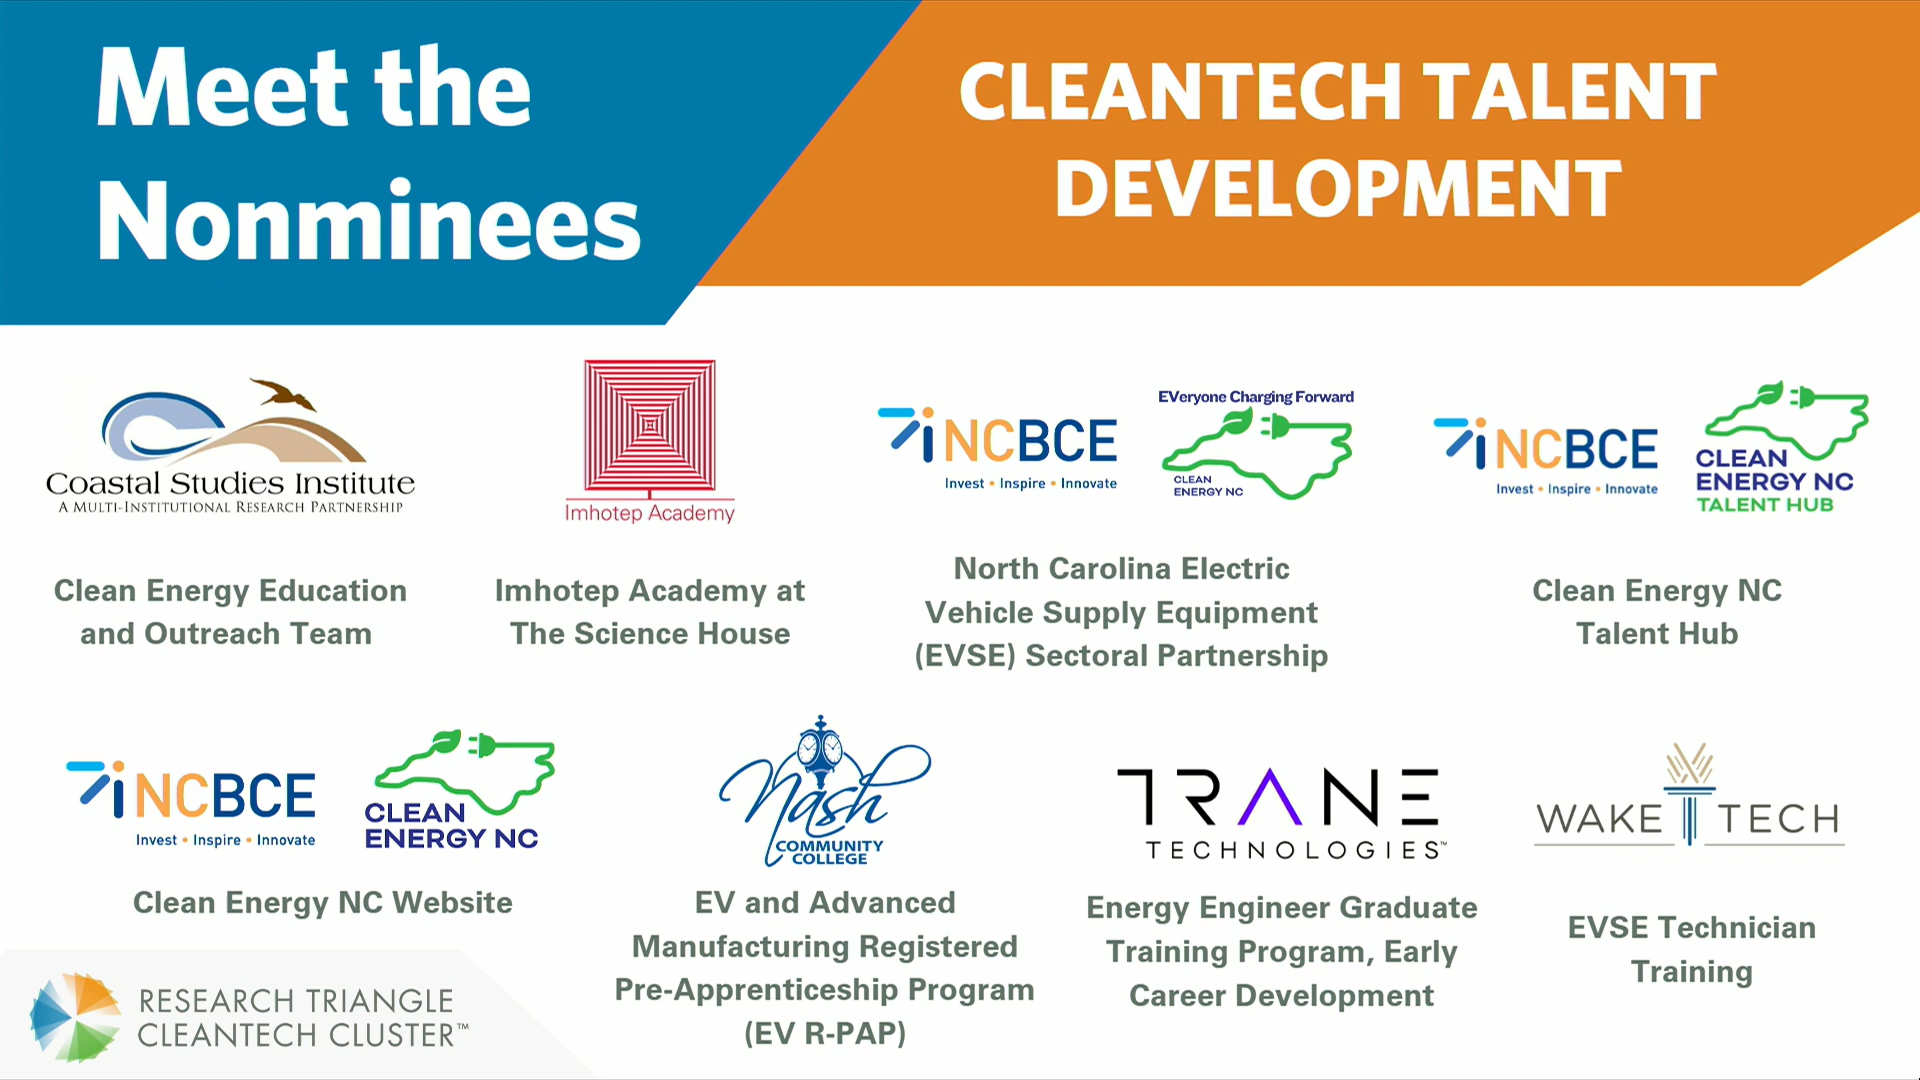 Meet the
Nonminees
CLEANTECH TALENT
DEVELOPMENT
Coastal Studies Institute
A MULTI-INSTITUTIONAL RESEARCH PARTNERSHIP
Clean Energy Education
and Outreach Team
Imhotep Academy
Imhotep Academy at
The Science House
NCBCE
Invest • Inspire • Innovate
EVeryone Charging Forward
CLEAN
ENERGY NC
North Carolina Electric
Vehicle Supply Equipment
(EVSE) Sectoral Partnership
NCBCE
Invest • Inspire • Innovate
CLEAN
ENERGY NC
TALENT HUB
Clean Energy NC
Talent Hub
NCBCE
Invest • Inspire • Innovate
CLEAN
ENERGY NC
Clean Energy NC Website
Nash
COMMUNITY
COLLEGE
EV and Advanced
Manufacturing Registered
Pre-Apprenticeship Program
(EV R-PAP)
TRANE
TECHNOLOGIES™
Energy Engineer Graduate
Training Program, Early
Career Development
WAKE TECH
EVSE Technician
Training
RESEARCH TRIANGLE
CLEANTECH CLUSTER™